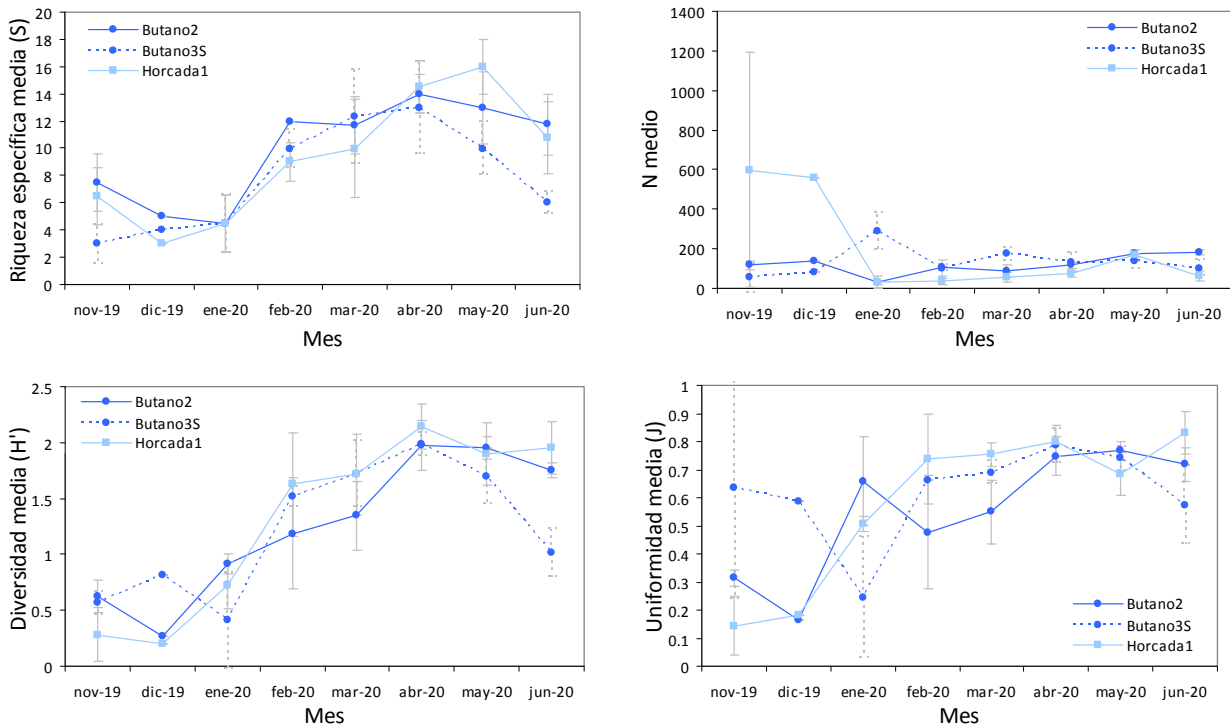 Riqueza específica media (S)
20
18
16
14
12
10
8
6
4
2
0
Butano2
Butano3S
Horcada1
nov-19 dic-19 ene-20 feb-20 mar-20 abr-20 may-20 jun-20
Mes
N medio
1400
1200
1000
800
600
400
200
0
Butano2
Butano3S
Horcada1
nov-19 dic-19 ene-20 feb-20 mar-20 abr-20 may-20 jun-20
Mes
Diversidad media (H')
2.5
2
1.5
1
0.5
0
Butano2
Butano3S
Horcada1
nov-19 dic-19 ene-20 feb-20 mar-20 abr-20 may-20 jun-20
Mes
Uniformidad media (J)
1
0.9
0.8
0.7
0.6
0.5
0.4
0.3
0.2
0.1
0
Butano2
Butano3S
Horcada1
nov-19 dic-19 ene-20 feb-20 mar-20 abr-20 may-20 jun-20
Mes